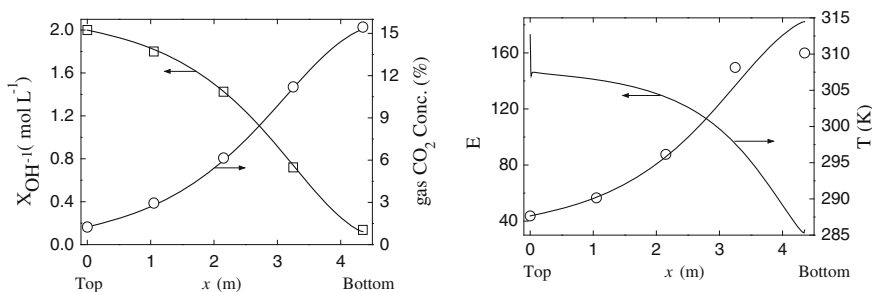 2.0
1.6
1.2
0.8
0.4
0.0
X_OH⁻¹( mol L⁻¹)
15
12
9
6
3
0
gas CO₂ Conc. (%)
0 1 2 3 4
Top x (m) Bottom
160
120
80
40
E
315
310
305
300
295
290
285
T (K)
0 1 2 3 4
Top x (m) Bottom